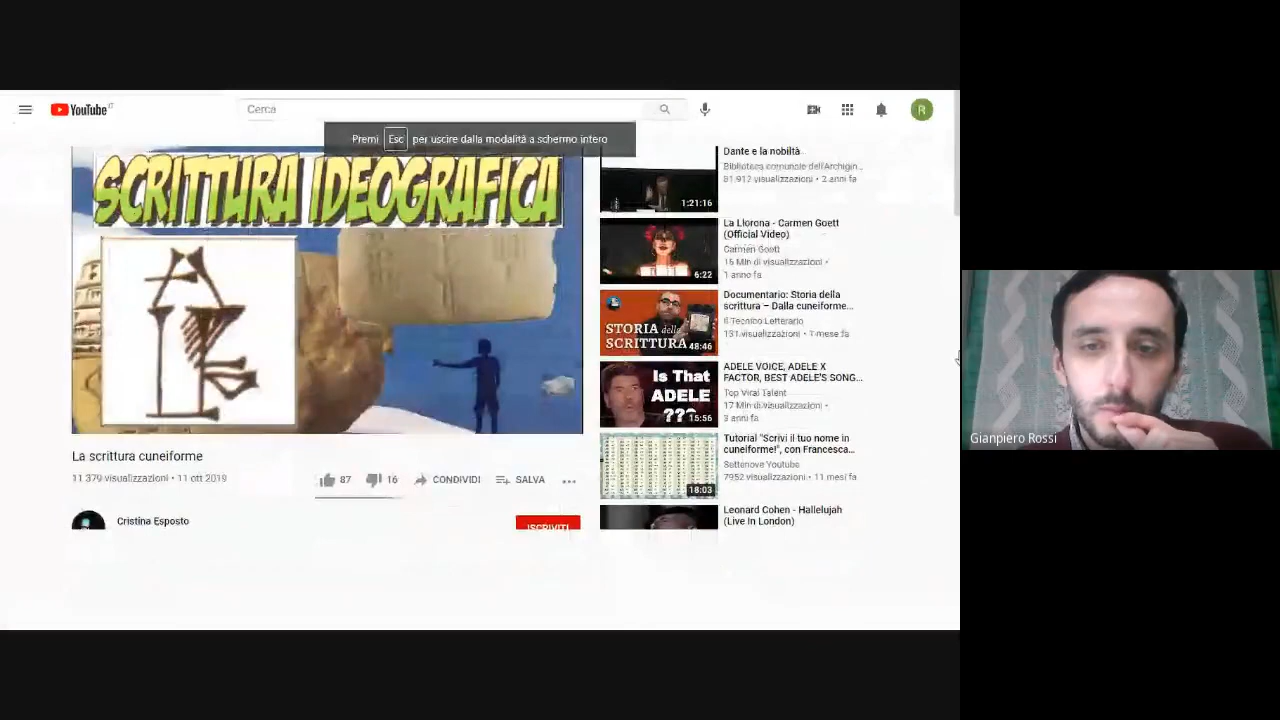 YouTube IT
Cerca
R
Premi Esc per uscire dalla modalità a schermo intero
SCRITTURA IDEOGRAFICA
La scrittura cuneiforme
11 379 visualizzazioni • 11 ott 2019
87
16
CONDIVIDI
SALVA
Cristina Esposto
ISCRIVITI
Dante e la nobiltà
Biblioteca comunale dell'Archigin...
81.912 visualizzazioni • 2 anni fa
1:21:16
La Llorona - Carmen Goett
(Official Video)
Carmen Goett
15 Mln di visualizzazioni •
1 anno fa
6:22
Documentario: Storia della
scrittura – Dalla cuneiforme...
Il Tecnico Letterario
131 visualizzazioni • 1 mese fa
STORIA della
SCRITTURA
48:46
ADELE VOICE, ADELE X
FACTOR, BEST ADELE'S SONG...
Top Viral Talent
17 Mln di visualizzazioni •
3 anni fa
Is That
ADELE
???
15:56
Tutorial "Scrivi il tuo nome in
cuneiforme!", con Francesca...
Settenove Youtube
7952 visualizzazioni • 11 mesi fa
18:03
Leonard Cohen - Hallelujah
(Live In London)
Gianpiero Rossi